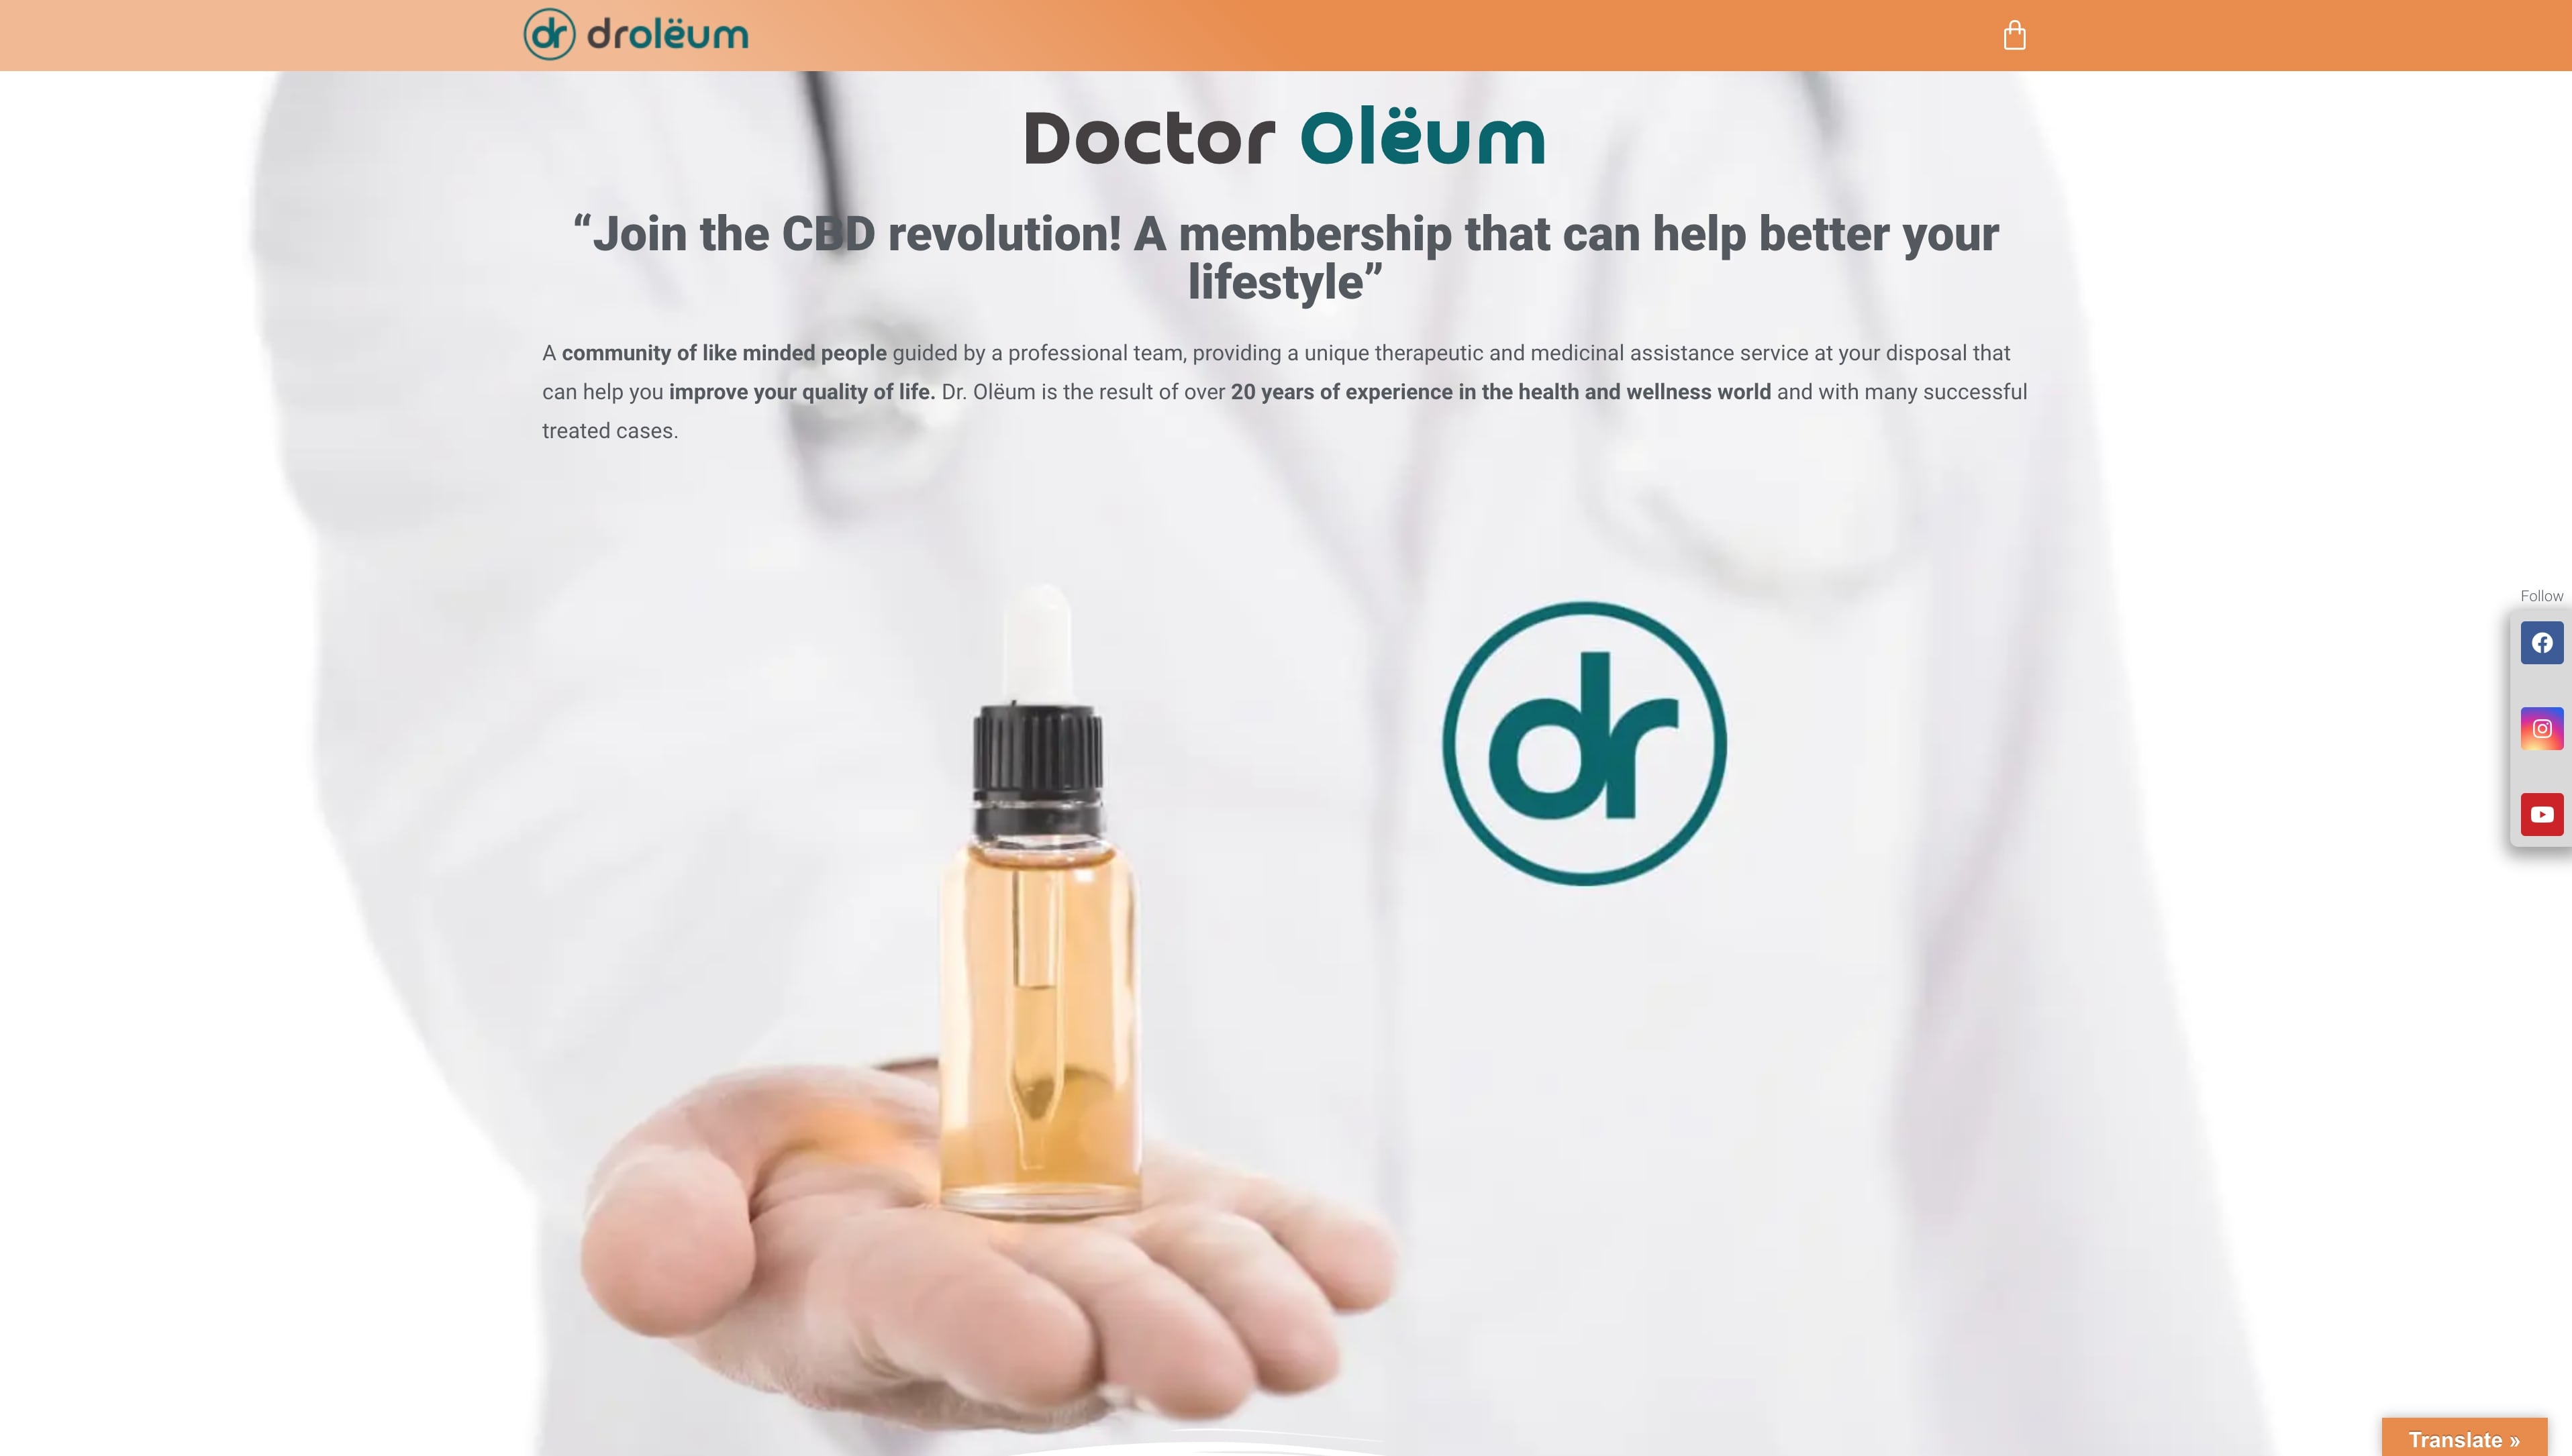 dr drolëum
Doctor Olëum
“Join the CBD revolution! A membership that can help better your
lifestyle”
A community of like minded people guided by a professional team, providing a unique therapeutic and medicinal assistance service at your disposal that
can help you improve your quality of life. Dr. Olëum is the result of over 20 years of experience in the health and wellness world and with many successful
treated cases.
Follow
dr
Translate »